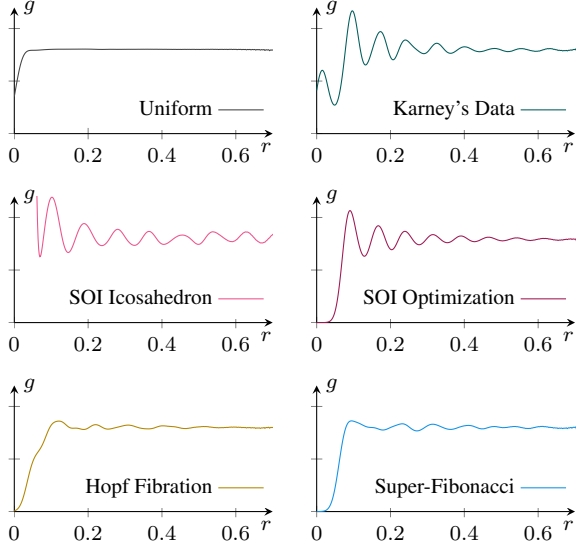 g g
Uniform Karney's Data
0 0.2 0.4 0.6 r 0 0.2 0.4 0.6 r
g g
SOI Icosahedron SOI Optimization
0 0.2 0.4 0.6 r 0 0.2 0.4 0.6 r
g g
Hopf Fibration Super-Fibonacci
0 0.2 0.4 0.6 r 0 0.2 0.4 0.6 r